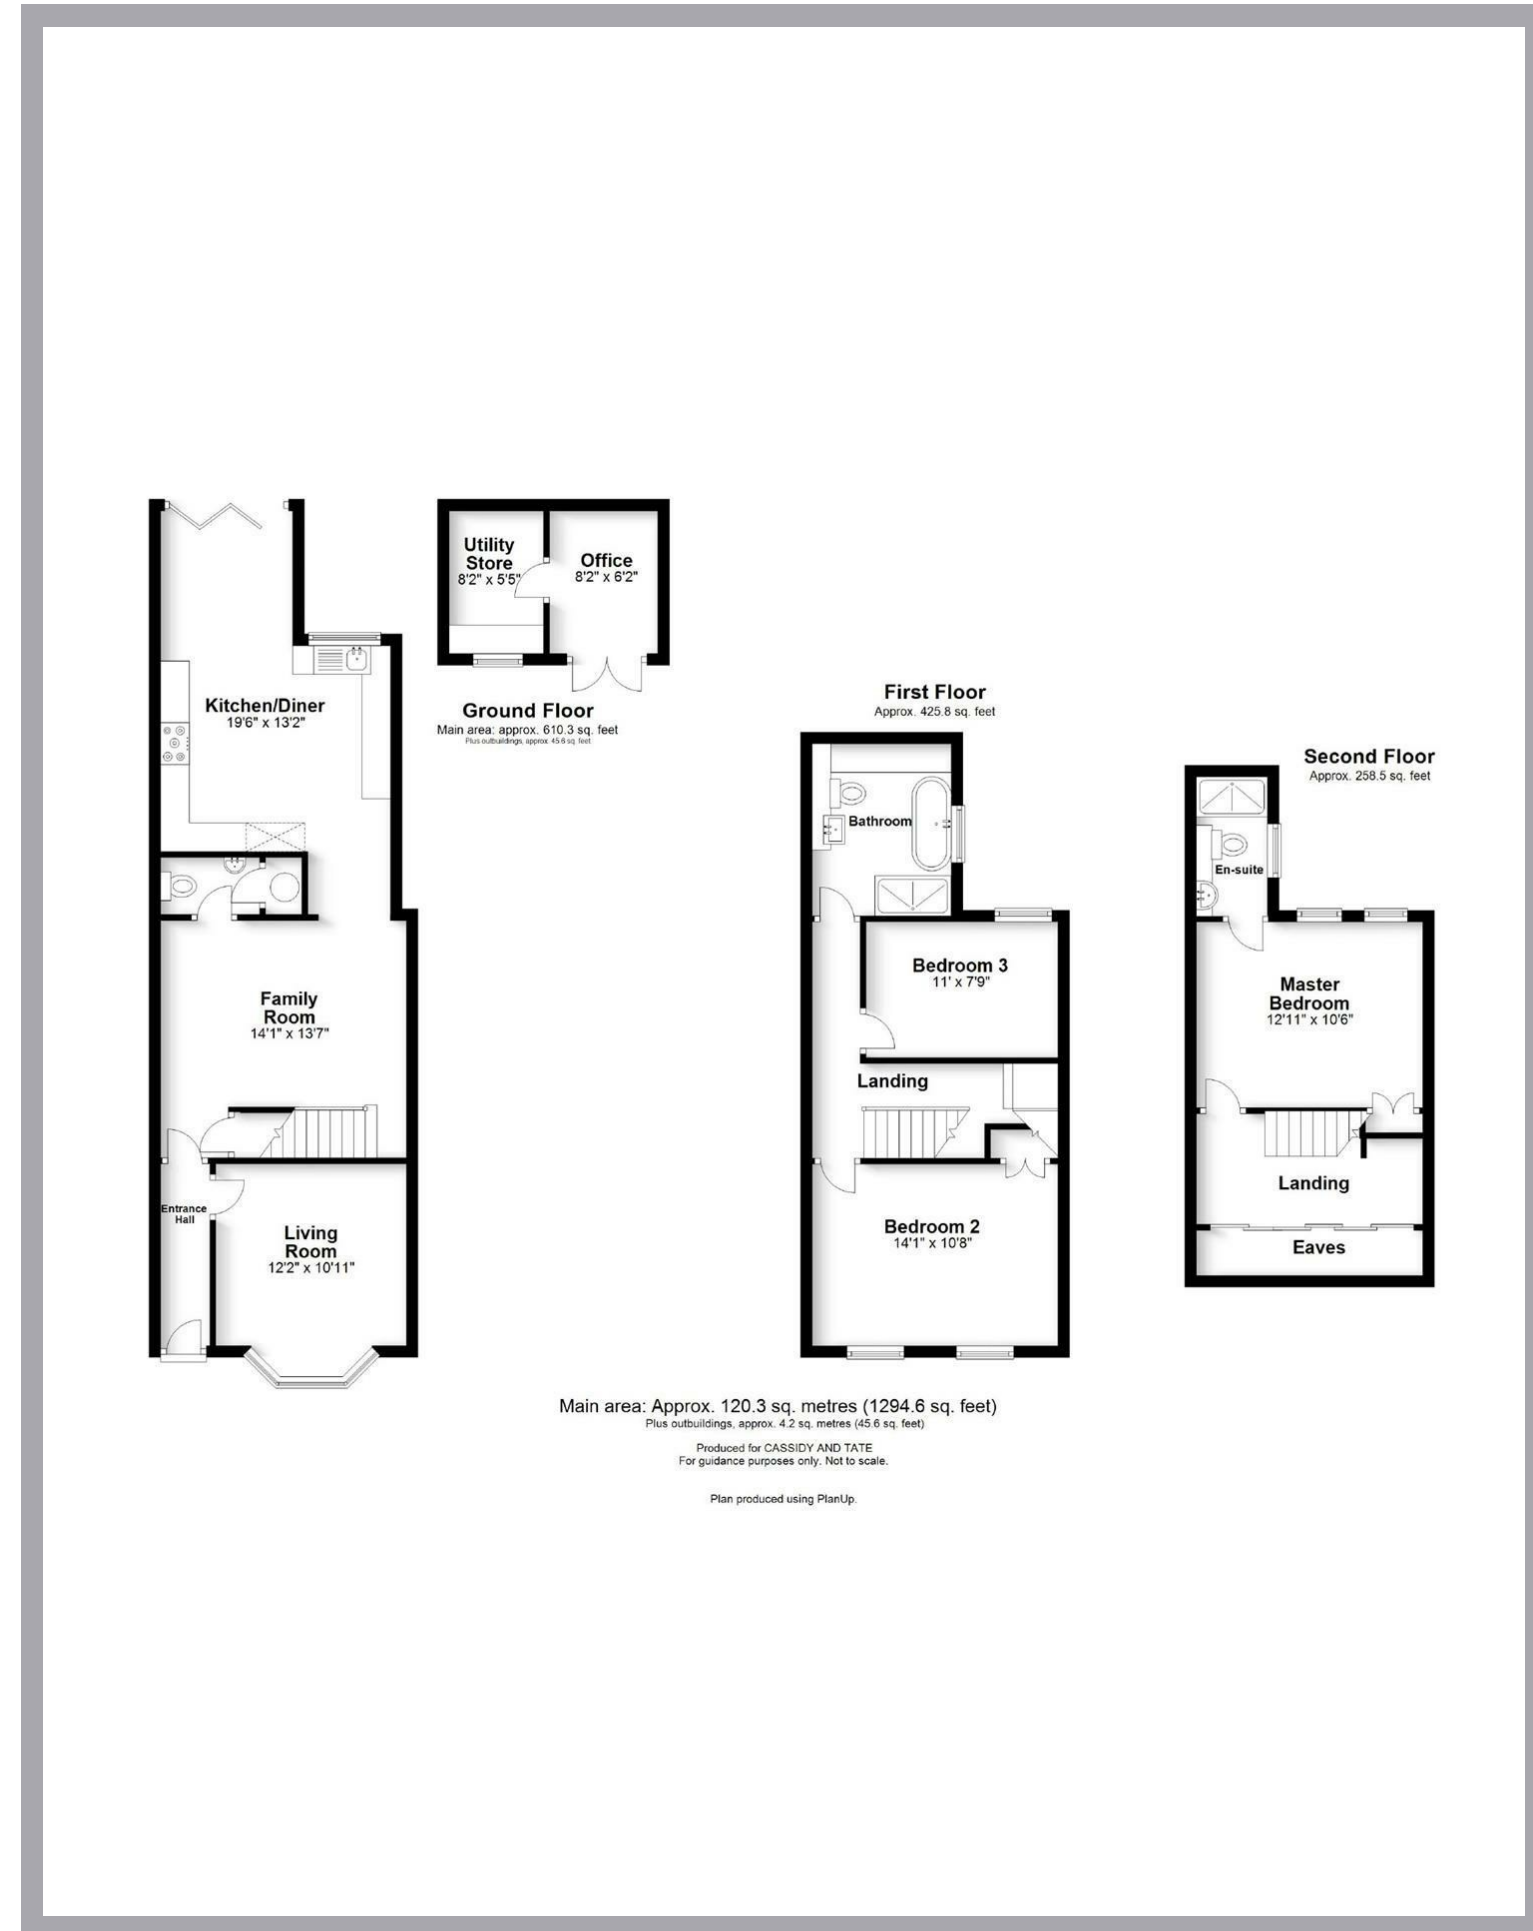 Utility
Store
8'2" x 5'5"
Office
8'2" x 6'2"
Kitchen/Diner
19'6" x 13'2"
Ground Floor
Main area: approx. 610.3 sq. feet
Plus outbuildings, approx. 45.6 sq. feet
First Floor
Approx. 425.8 sq. feet
Second Floor
Approx. 258.5 sq. feet
Bathroom
En-suite
Family
Room
14'1" x 13'7"
Bedroom 3
11' x 7'9"
Master
Bedroom
12'11" x 10'6"
Landing
Landing
Entrance
Hall
Living
Room
12'2" x 10'11"
Bedroom 2
14'1" x 10'8"
Eaves
Main area: Approx. 120.3 sq. metres (1294.6 sq. feet)
Plus outbuildings, approx. 4.2 sq. metres (45.6 sq. feet)
Produced for CASSIDY AND TATE
For guidance purposes only. Not to scale.
Plan produced using PlanUp.